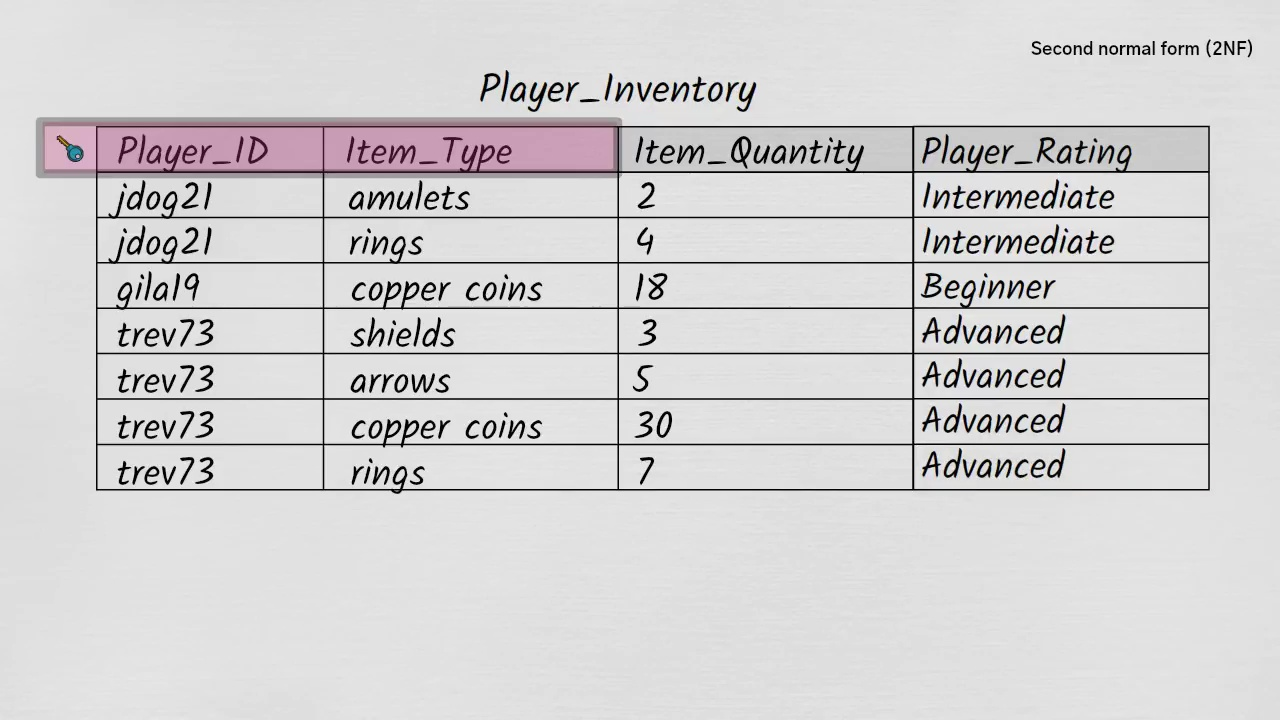 Second normal form (2NF)
Player_Inventory
Player_ID Item_Type Item_Quantity Player_Rating
jdog21 amulets 2 Intermediate
jdog21 rings 4 Intermediate
gila19 copper coins 18 Beginner
trev73 shields 3 Advanced
trev73 arrows 5 Advanced
trev73 copper coins 30 Advanced
trev73 rings 7 Advanced